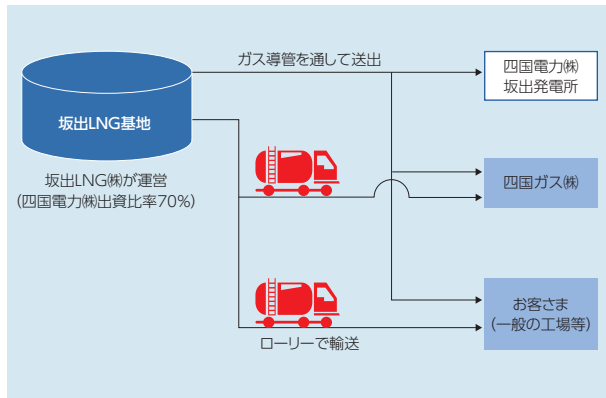 ガス導管を通して送出
四国電力㈱
坂出発電所
坂出LNG基地
坂出LNG㈱が運営
(四国電力㈱出資比率70%)
四国ガス㈱
お客さま
(一般の工場等)
ローリーで輸送